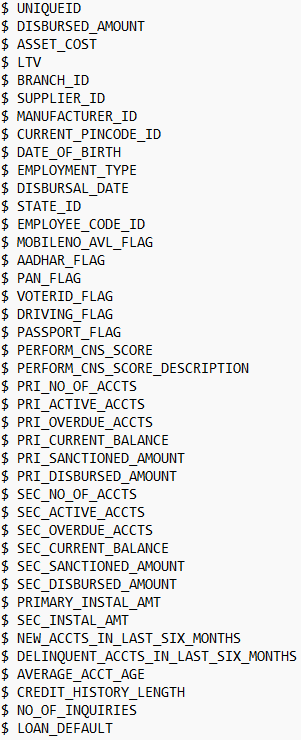 $ UNIQUEID
$ DISBURSED_AMOUNT
$ ASSET_COST
$ LTV
$ BRANCH_ID
$ SUPPLIER_ID
$ MANUFACTURER_ID
$ CURRENT_PINCODE_ID
$ DATE_OF_BIRTH
$ EMPLOYMENT_TYPE
$ DISBURSAL_DATE
$ STATE_ID
$ EMPLOYEE_CODE_ID
$ MOBILENO_AVL_FLAG
$ AADHAR_FLAG
$ PAN_FLAG
$ VOTERID_FLAG
$ DRIVING_FLAG
$ PASSPORT_FLAG
$ PERFORM_CNS_SCORE
$ PERFORM_CNS_SCORE_DESCRIPTION
$ PRI_NO_OF_ACCTS
$ PRI_ACTIVE_ACCTS
$ PRI_OVERDUE_ACCTS
$ PRI_CURRENT_BALANCE
$ PRI_SANCTIONED_AMOUNT
$ PRI_DISBURSED_AMOUNT
$ SEC_NO_OF_ACCTS
$ SEC_ACTIVE_ACCTS
$ SEC_OVERDUE_ACCTS
$ SEC_CURRENT_BALANCE
$ SEC_SANCTIONED_AMOUNT
$ SEC_DISBURSED_AMOUNT
$ PRIMARY_INSTAL_AMT
$ SEC_INSTAL_AMT
$ NEW_ACCTS_IN_LAST_SIX_MONTHS
$ DELINQUENT_ACCTS_IN_LAST_SIX_MONTHS
$ AVERAGE_ACCT_AGE
$ CREDIT_HISTORY_LENGTH
$ NO_OF_INQUIRIES
$ LOAN_DEFAULT